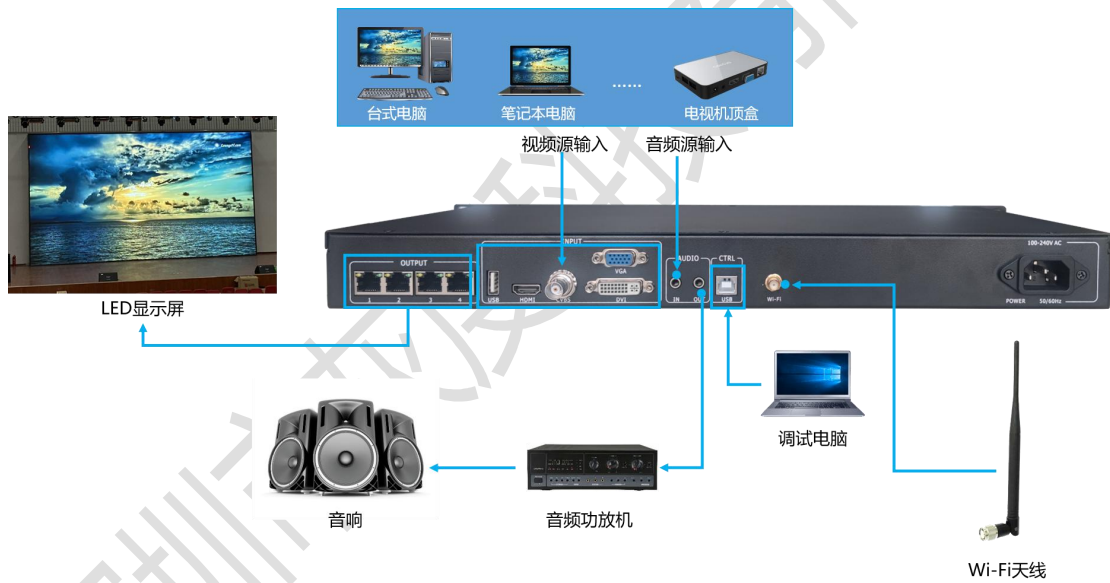 台式电脑
笔记本电脑
......
电视机顶盒
视频源输入
音频源输入
LED显示屏
OUTPUT
1 2 3 4
INPUT
USB
HDMI
CVBS
VGA
DVI
AUDIO
IN
OUT
CTRL
USB
Wi-Fi
100-240V AC
POWER 50/60Hz
调试电脑
音响
音频功放机
Wi-Fi天线